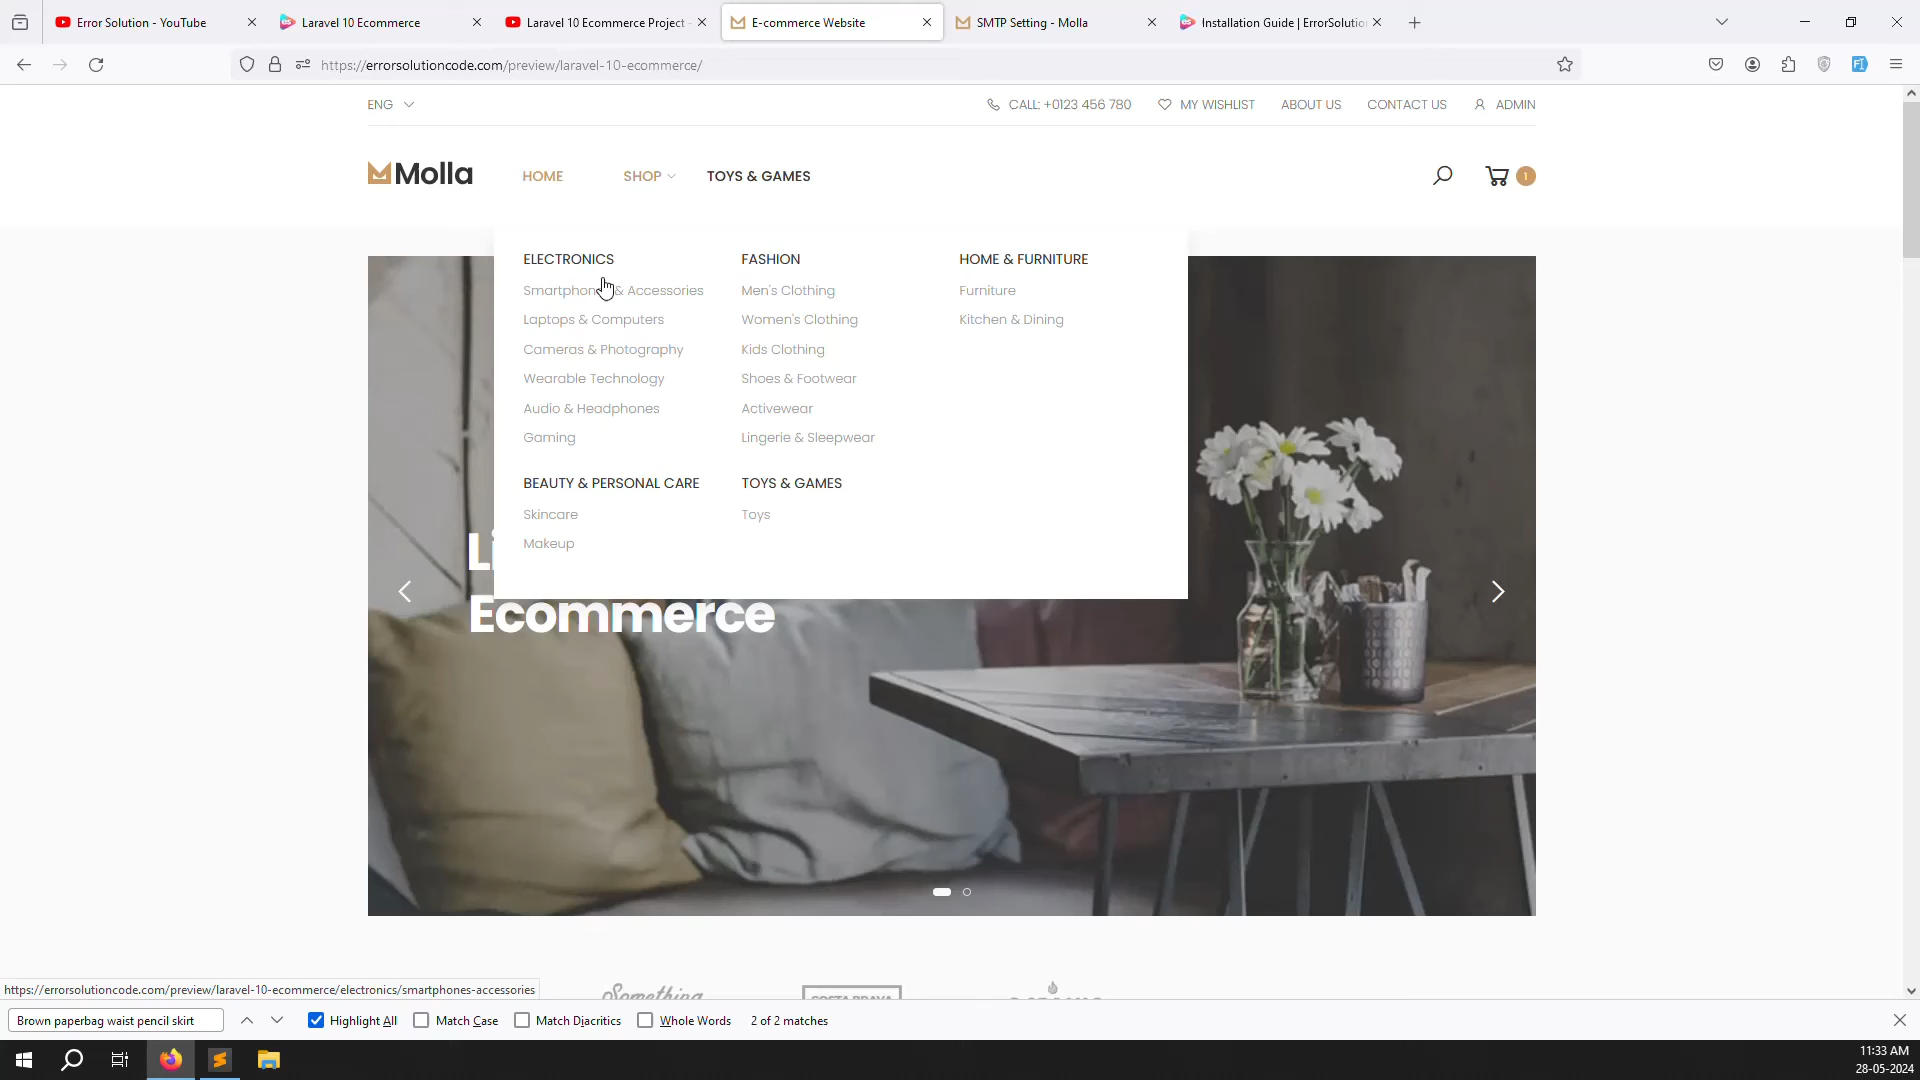 Error Solution - YouTube
Laravel 10 Ecommerce
Laravel 10 Ecommerce Project -
E-commerce Website
SMTP Setting - Molla
Installation Guide | ErrorSolution
https://errorsolutioncode.com/preview/laravel-10-ecommerce/
ENG
CALL: +0123 456 780
MY WISHLIST
ABOUT US
CONTACT US
ADMIN
Molla
HOME
SHOP
TOYS & GAMES
1
ELECTRONICS
Smartphones & Accessories
Laptops & Computers
Cameras & Photography
Wearable Technology
Audio & Headphones
Gaming
FASHION
Men's Clothing
Women's Clothing
Kids Clothing
Shoes & Footwear
Activewear
Lingerie & Sleepwear
HOME & FURNITURE
Furniture
Kitchen & Dining
BEAUTY & PERSONAL CARE
Skincare
Makeup
TOYS & GAMES
Toys
Ecommerce
Something
COSTA BRAVA
https://errorsolutioncode.com/preview/laravel-10-ecommerce/electronics/smartphones-accessories
Brown paperbag waist pencil skirt
Highlight All
Match Case
Match Diacritics
Whole Words
2 of 2 matches
11:33 AM
28-05-2024